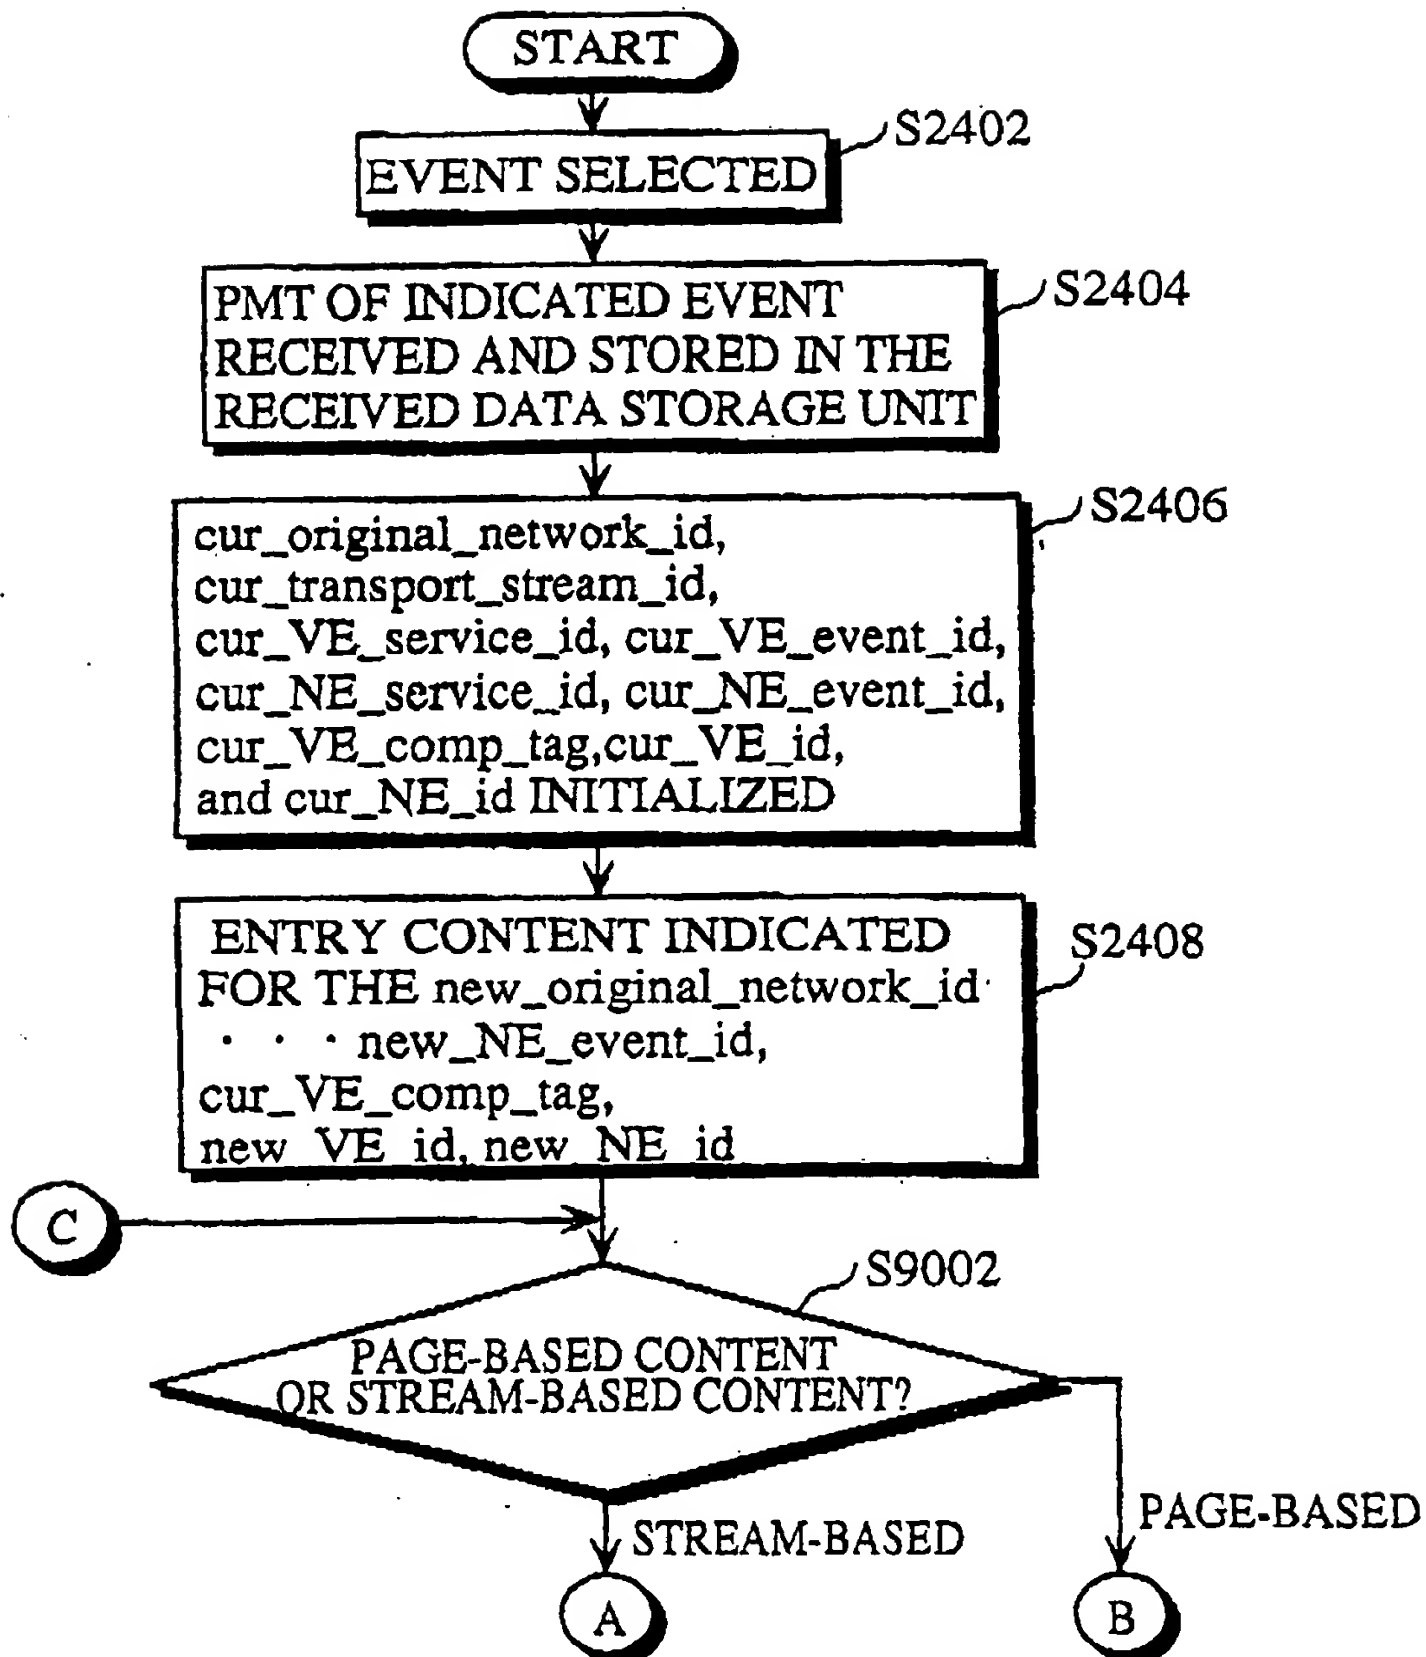 START
S2402
EVENT SELECTED
S2404
PMT OF INDICATED EVENT
RECEIVED AND STORED IN THE
RECEIVED DATA STORAGE UNIT
S2406
cur_original_network_id,
cur_transport_stream_id,
cur_VE_service_id, cur_VE_event_id,
cur_NE_service_id, cur_NE_event_id,
cur_VE_comp_tag,cur_VE_id,
and cur_NE_id INITIALIZED
S2408
ENTRY CONTENT INDICATED
FOR THE new_original_network_id
· · · new_NE_event_id,
cur_VE_comp_tag,
new_VE_id, new_NE_id
C
S9002
PAGE-BASED CONTENT
OR STREAM-BASED CONTENT?
PAGE-BASED
STREAM-BASED
A
B